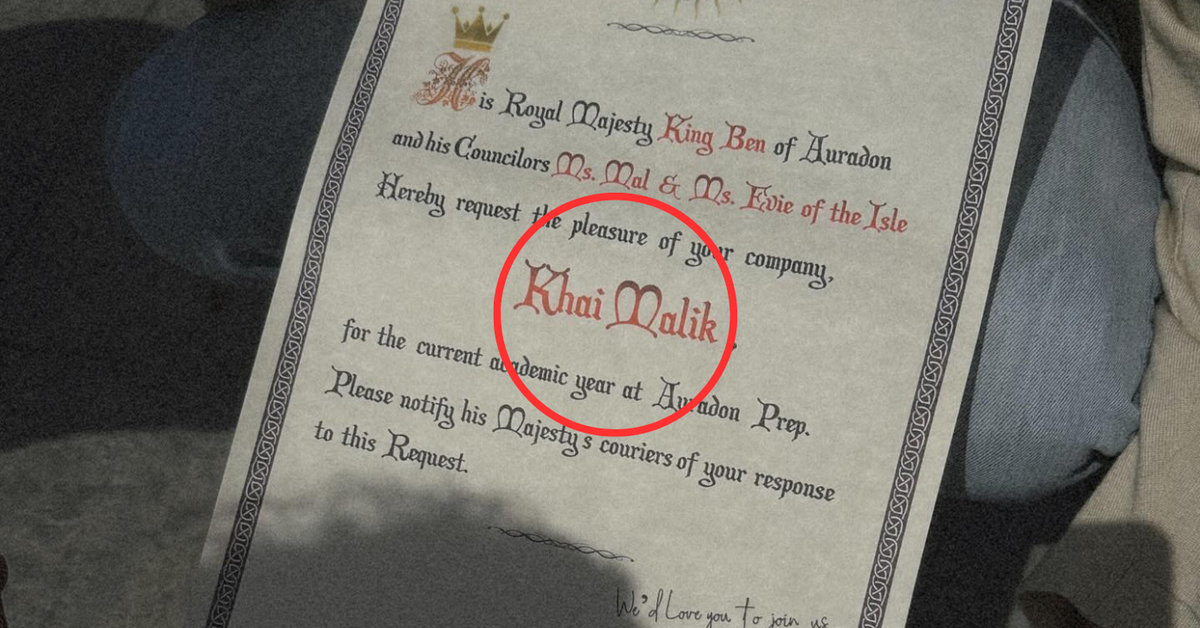 His Royal Majesty King Ben of Auradon
and his Councilors Ms. Mal & Ms. Evie of the Isle
Hereby request the pleasure of your company,
Khai Malik,
for the current academic year at Auradon Prep.
Please notify his Majesty's couriers of your response
to this Request.
We'd Love you to join us